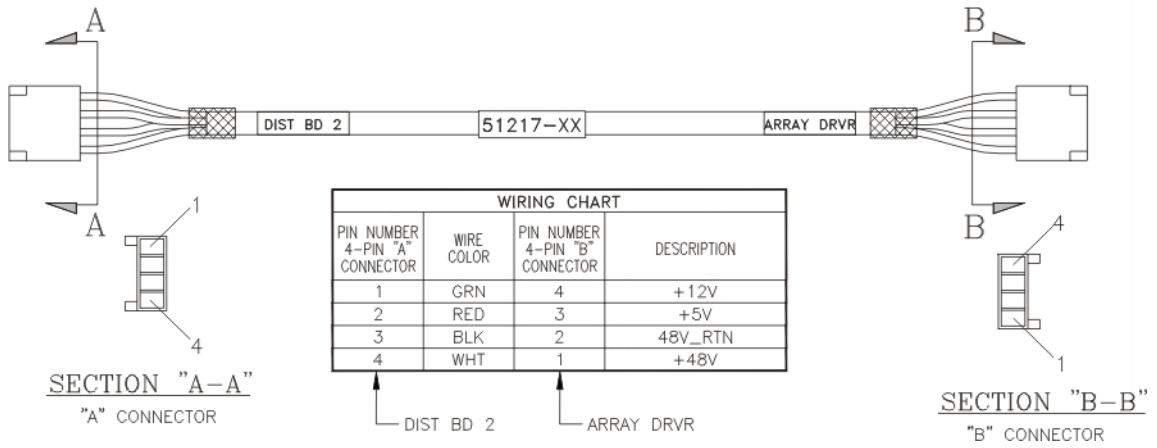 A
B
DIST BD 2
51217-XX
ARRAY DRVR
A
B
1
4
SECTION "A-A"
"A" CONNECTOR
WIRING CHART
PIN NUMBER
4-PIN "A"
CONNECTOR
WIRE
COLOR
PIN NUMBER
4-PIN "B"
CONNECTOR
DESCRIPTION
1 GRN 4 +12V
2 RED 3 +5V
3 BLK 2 48V_RTN
4 WHT 1 +48V
DIST BD 2
ARRAY DRVR
4
1
SECTION "B-B"
"B" CONNECTOR